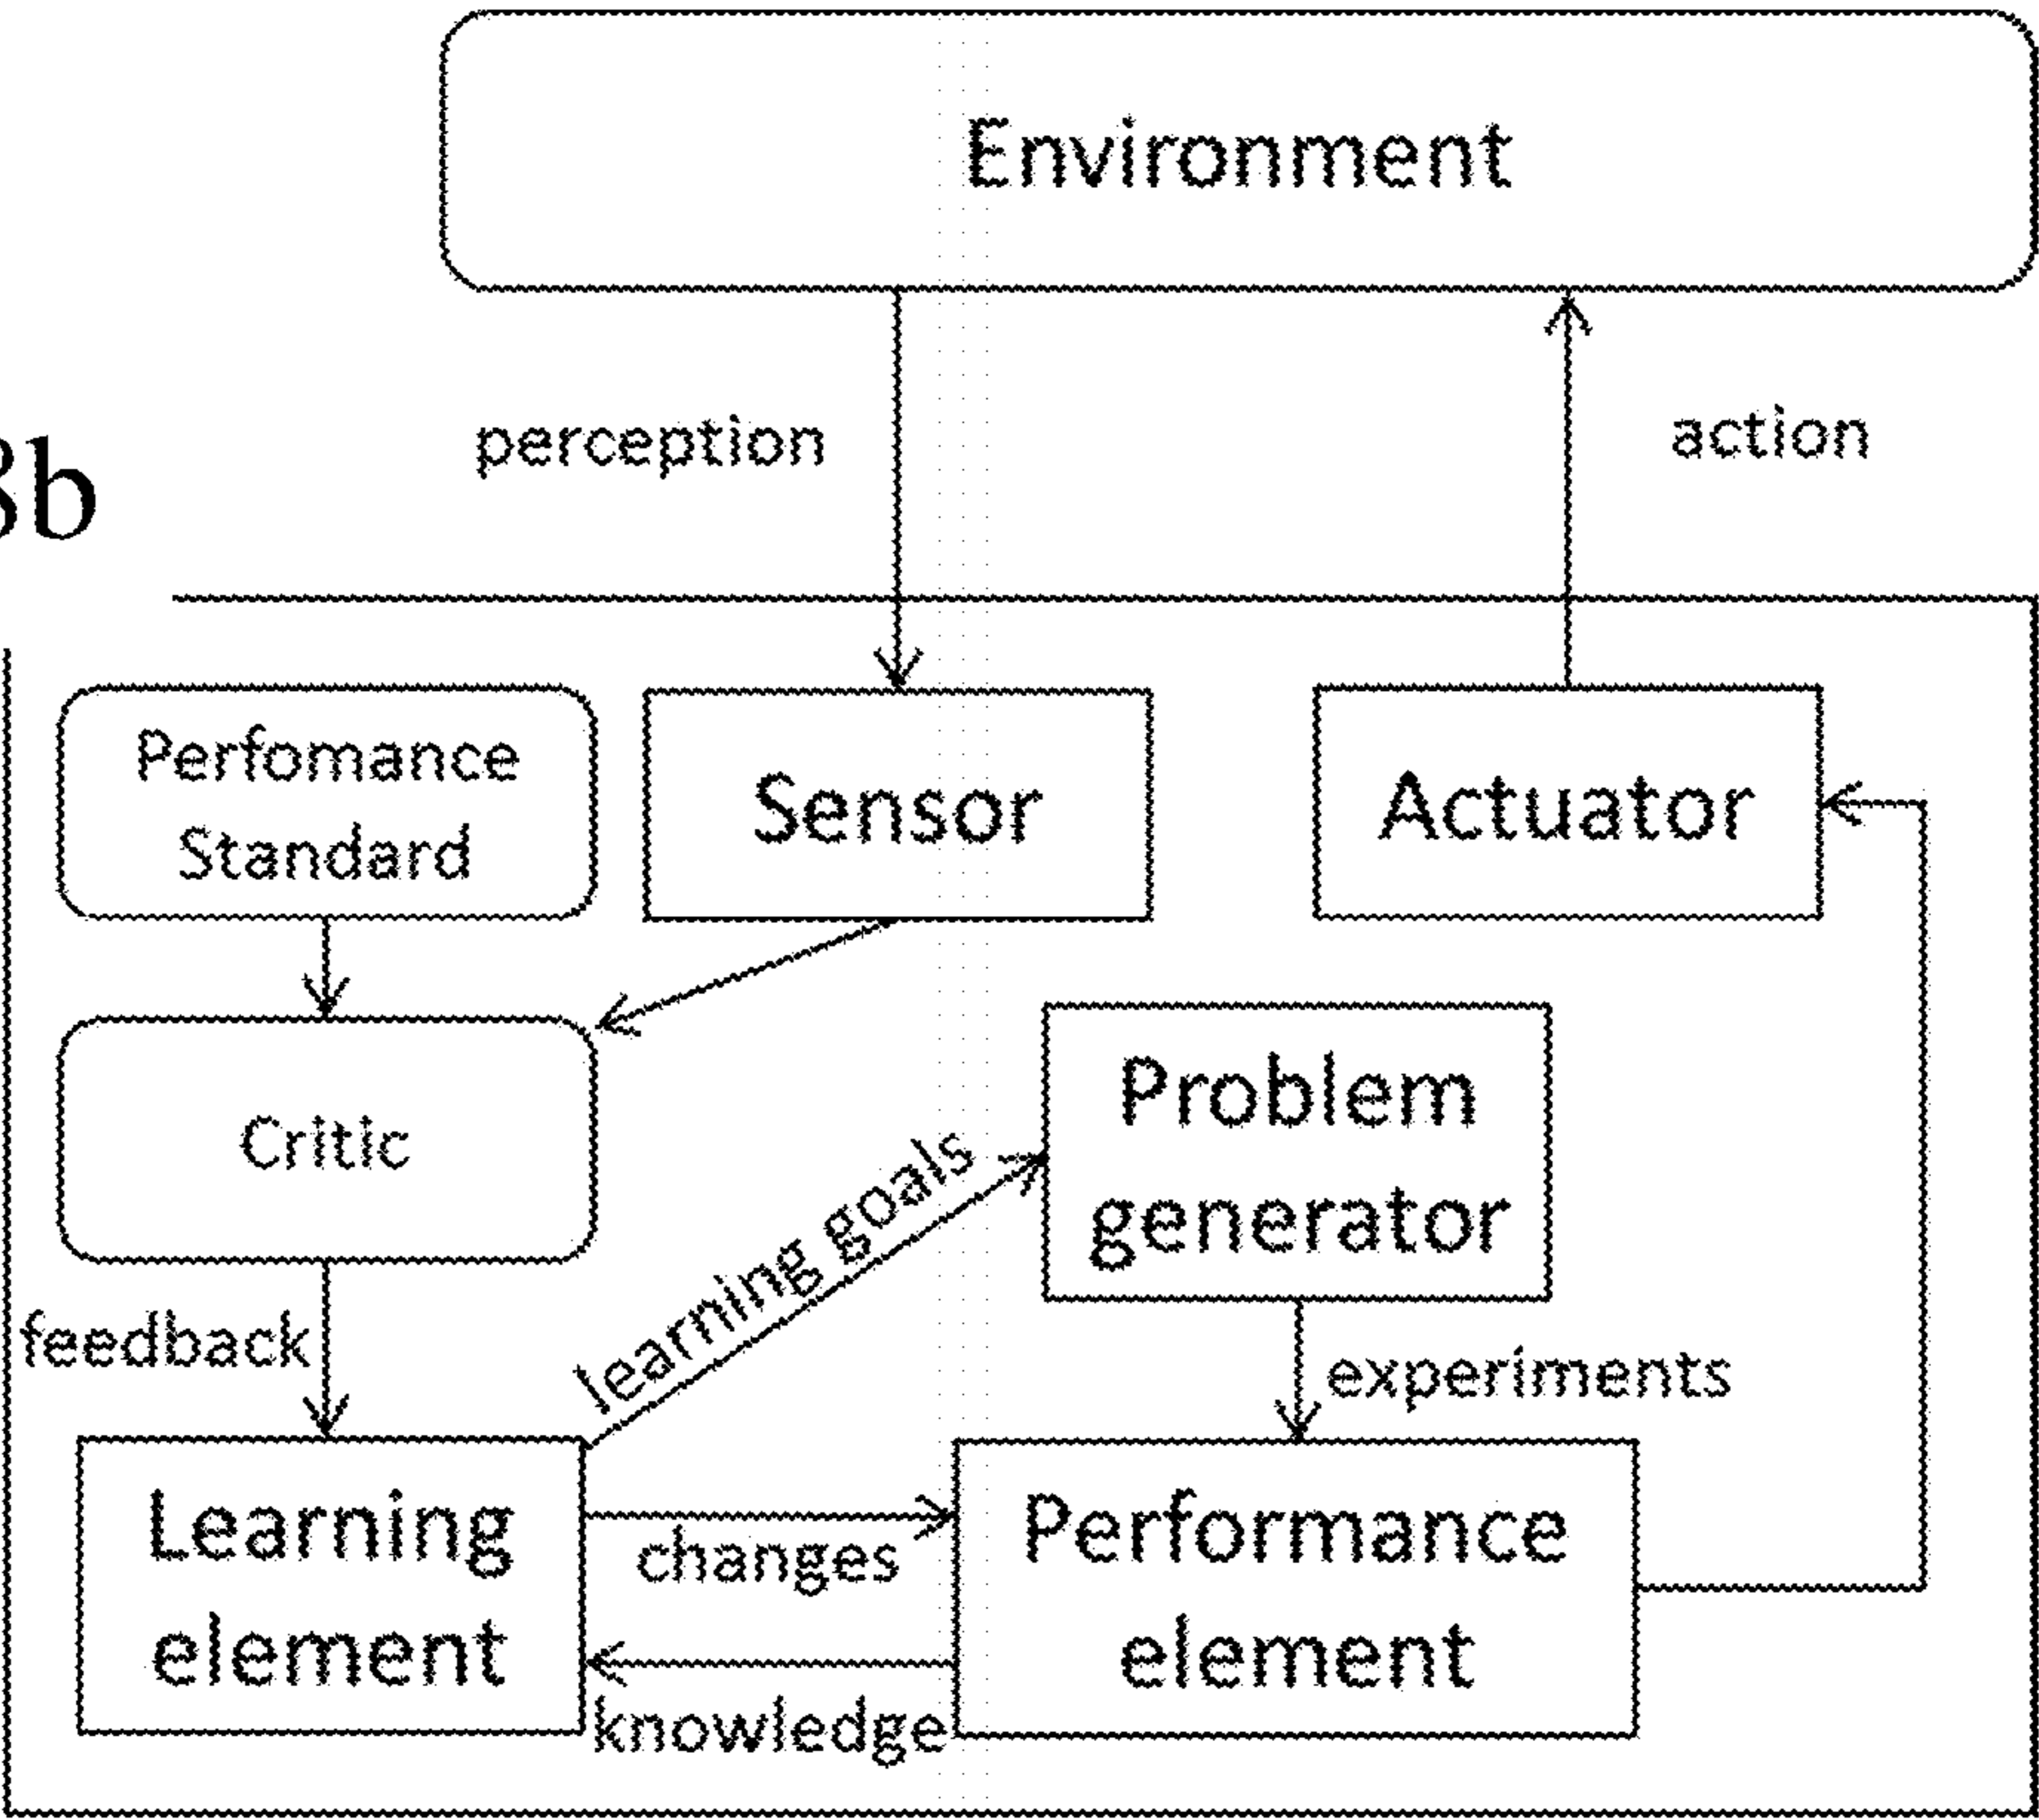 Environment
perception
action
3b
Perfomance
Standard
Sensor
Actuator
Critic
Problem
generator
learning goals
feedback
experiments
Learning
element
changes
Performance
element
knowledge